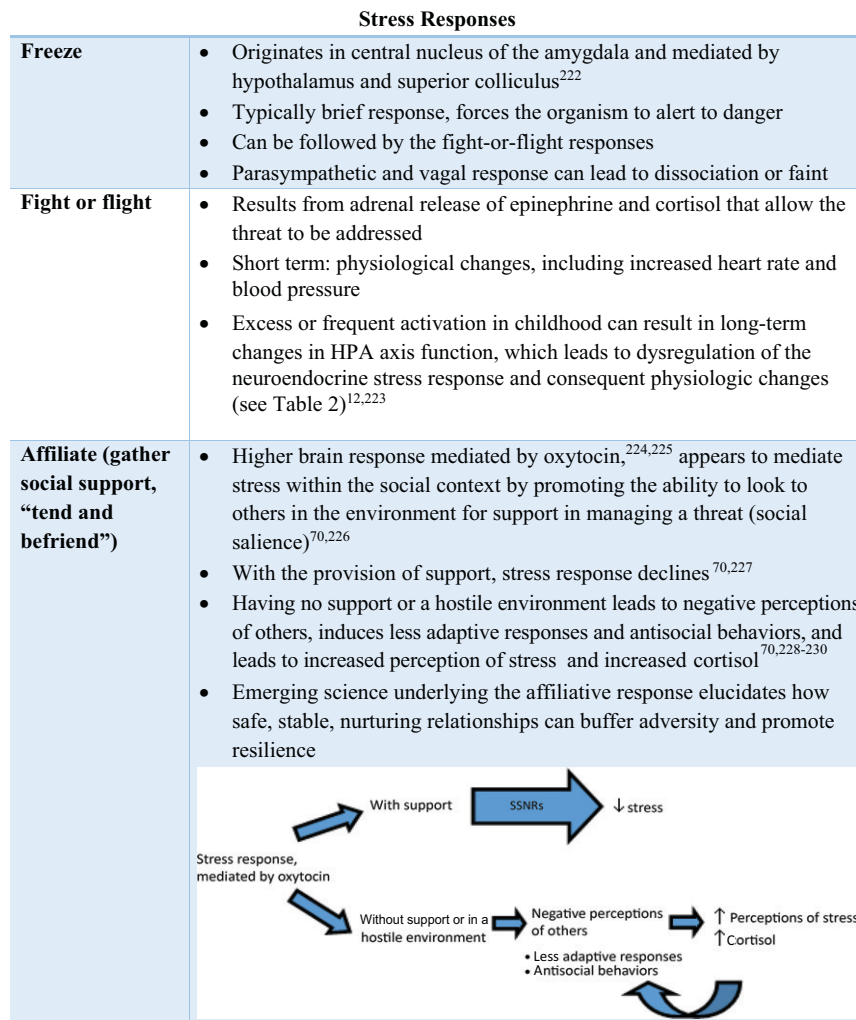 Stress Responses
Freeze
• Originates in central nucleus of the amygdala and mediated by
hypothalamus and superior colliculus222
• Typically brief response, forces the organism to alert to danger
• Can be followed by the fight-or-flight responses
• Parasympathetic and vagal response can lead to dissociation or faint
Fight or flight
• Results from adrenal release of epinephrine and cortisol that allow the
threat to be addressed
• Short term: physiological changes, including increased heart rate and
blood pressure
• Excess or frequent activation in childhood can result in long-term
changes in HPA axis function, which leads to dysregulation of the
neuroendocrine stress response and consequent physiologic changes
(see Table 2)12,223
Affiliate (gather
social support,
“tend and
befriend”)
• Higher brain response mediated by oxytocin,224,225 appears to mediate
stress within the social context by promoting the ability to look to
others in the environment for support in managing a threat (social
salience)70,226
• With the provision of support, stress response declines70,227
• Having no support or a hostile environment leads to negative perceptions
of others, induces less adaptive responses and antisocial behaviors, and
leads to increased perception of stress and increased cortisol70,228-230
• Emerging science underlying the affiliative response elucidates how
safe, stable, nurturing relationships can buffer adversity and promote
resilience
With support
SSNRs
↓ stress
Stress response,
mediated by oxytocin
Without support or in a
hostile environment
Negative perceptions
of others
• Less adaptive responses
• Antisocial behaviors
↑ Perceptions of stress
↑ Cortisol